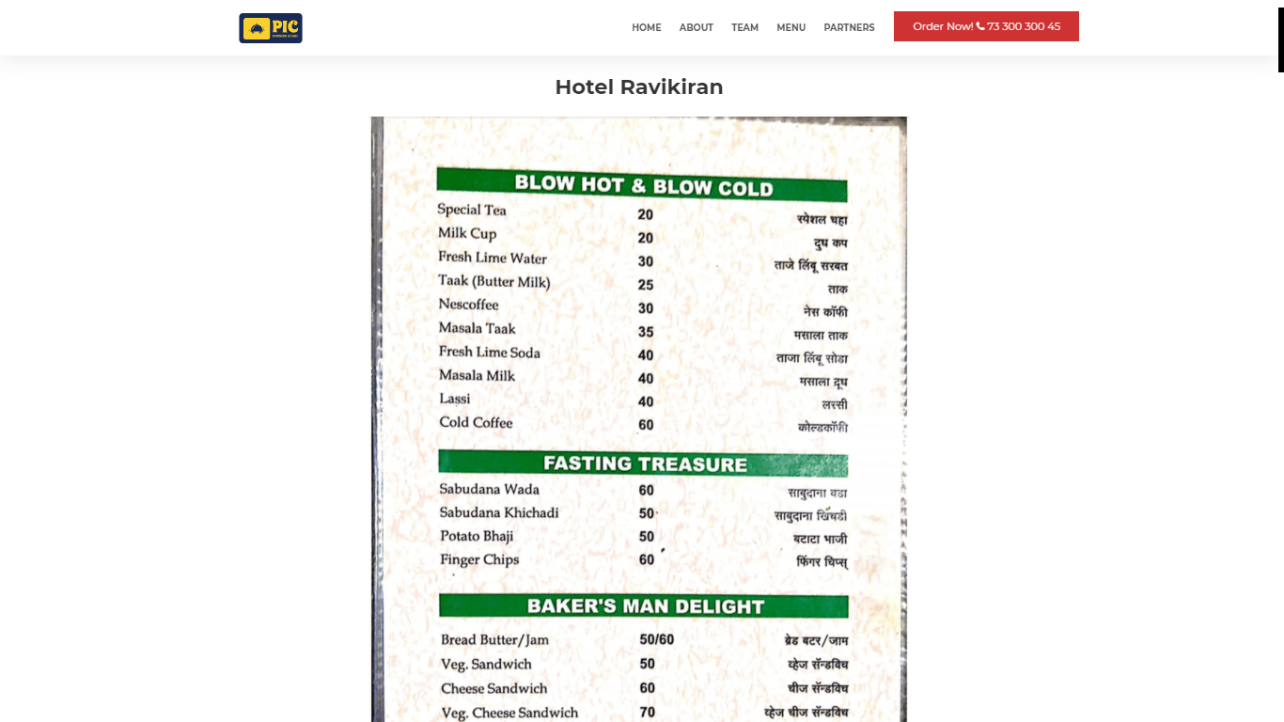 PIC
HOME ABOUT TEAM MENU PARTNERS Order Now! 73 300 300 45
Hotel Ravikiran
BLOW HOT & BLOW COLD
Special Tea 20 स्पेशल चहा
Milk Cup 20 दुध कप
Fresh Lime Water 30 ताजे लिंबू सरबत
Taak (Butter Milk) 25 ताक
Nescoffee 30 नेस कॉफी
Masala Taak 35 मसाला ताक
Fresh Lime Soda 40 ताजा लिंबू सोडा
Masala Milk 40 मसाला दूध
Lassi 40 लस्सी
Cold Coffee 60 कोल्डकॉफी
FASTING TREASURE
Sabudana Wada 60 साबुदाना वडा
Sabudana Khichadi 50 साबुदाना खिचडी
Potato Bhaji 50 बटाटा भाजी
Finger Chips 60 फिंगर चिप्स्
BAKER'S MAN DELIGHT
Bread Butter/Jam 50/60 ब्रेड बटर/जाम
Veg. Sandwich 50 व्हेज सॅन्डविच
Cheese Sandwich 60 चीज सॅन्डविच
Veg. Cheese Sandwich 70 व्हेज चीज सॅन्डविच